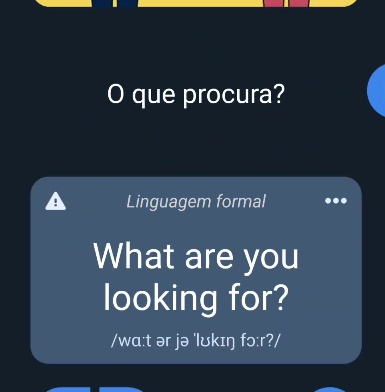 O que procura?
Linguagem formal
What are you
looking for?
/wɑːt ər jə ˈlʊkɪŋ fɔːr?/